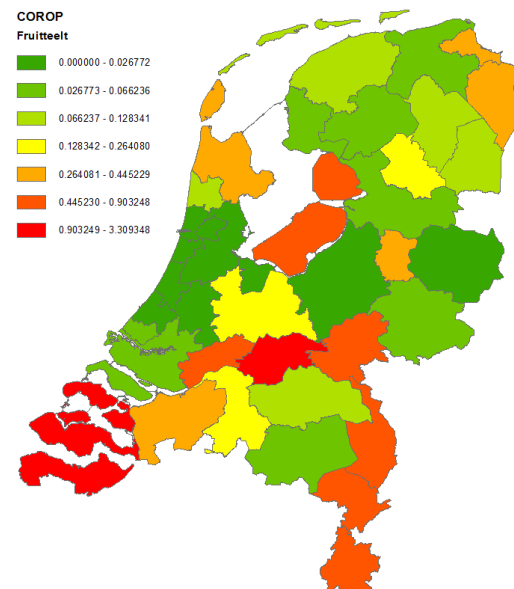 COROP
Fruitteelt
0.000000 - 0.026772
0.026773 - 0.066236
0.066237 - 0.128341
0.128342 - 0.264080
0.264081 - 0.445229
0.445230 - 0.903248
0.903249 - 3.309348